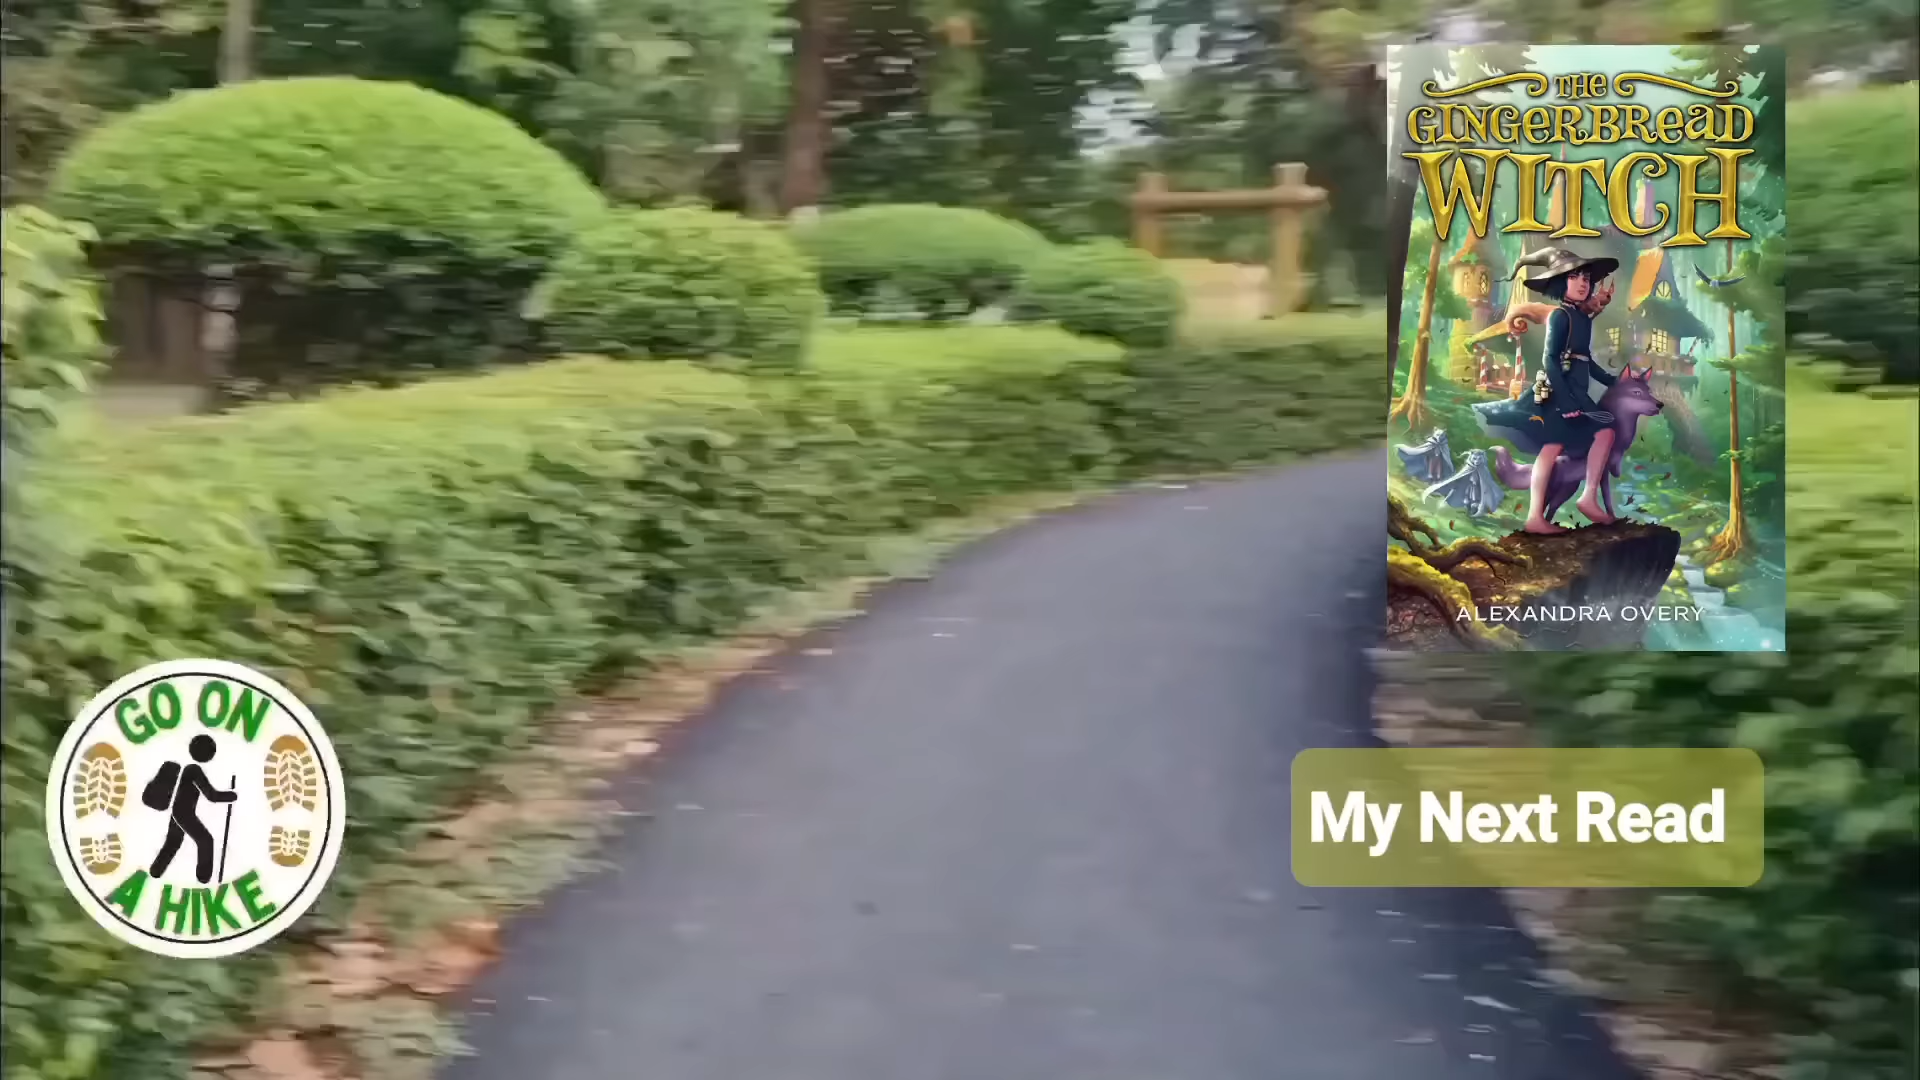 THE
GINGERBREAD
WITCH
ALEXANDRA OVERY
GO ON
A HIKE
My Next Read